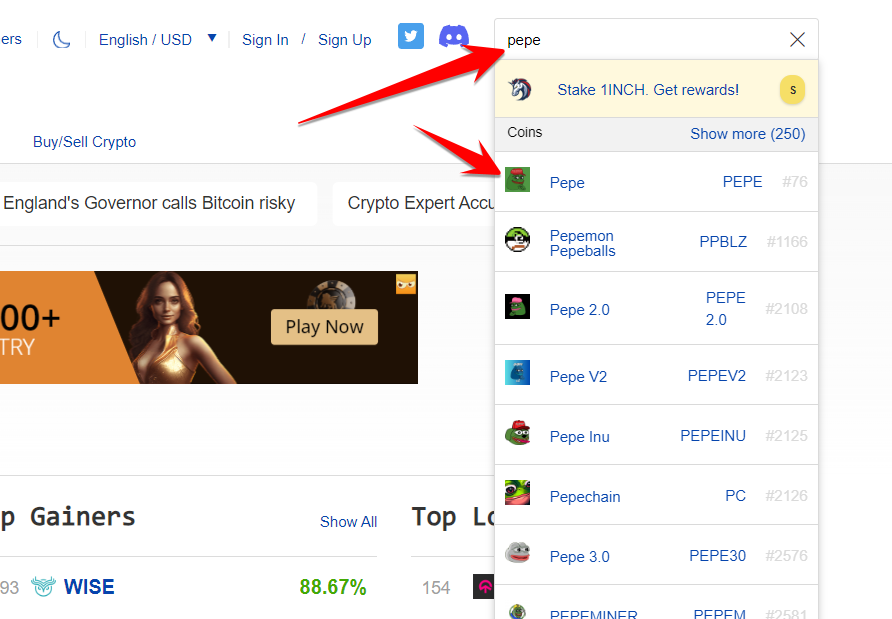 ers
English / USD ▼
Sign In / Sign Up
pepe
Stake 1INCH. Get rewards!
S
Coins
Show more (250)
Buy/Sell Crypto
Pepe PEPE #76
England's Governor calls Bitcoin risky
Crypto Expert Accu
Pepemon
Pepeballs
PPBLZ #1166
00+
TRY
Play Now
Pepe 2.0
PEPE
2.0
#2108
Pepe V2 PEPEV2 #2123
Pepe Inu PEPEINU #2125
Pepechain PC #2126
p Gainers
Show All
Top Lo
Pepe 3.0 PEPE30 #2576
93 WISE 88.67%
154
PEPEMINER PEPEM #2581